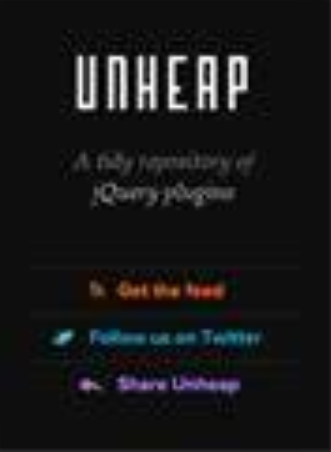 UNHEAP
A tidy repository of
jQuery plugins
Get the feed
Follow us on Twitter
Share Unheap